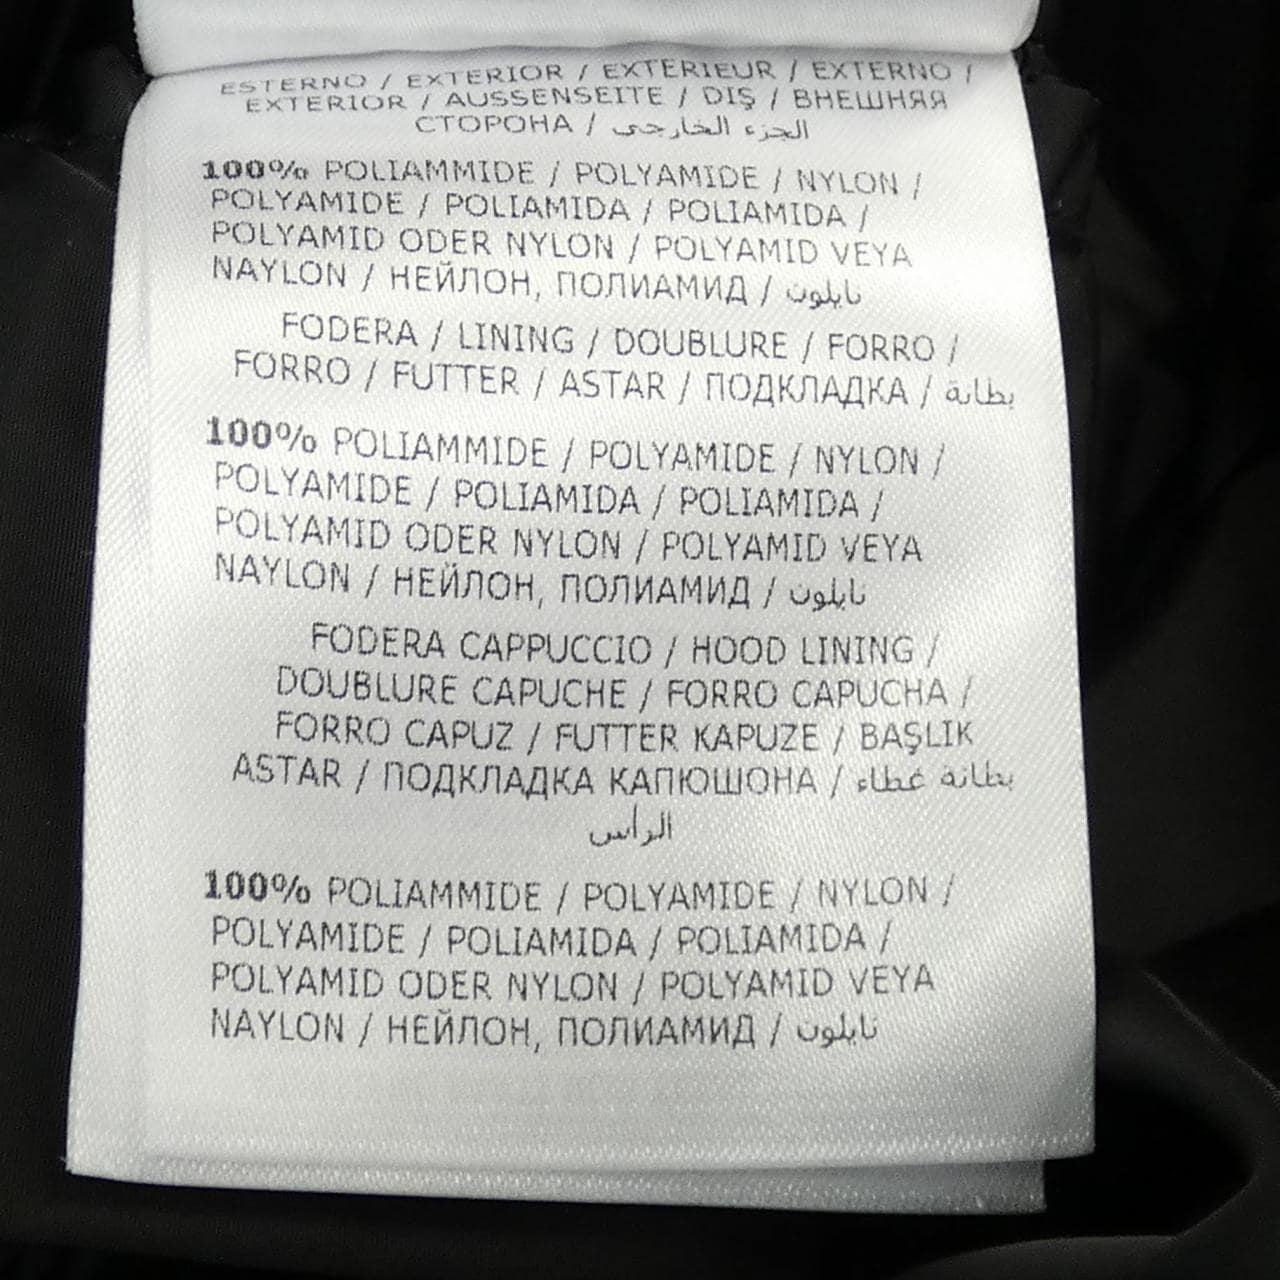 ESTERNO / EXTERIOR / EXTERIEUR / EXTERNO /
EXTERIOR / AUSSENSEITE / DIŞ / ВНЕШНЯЯ
СТОРОНА / الجزء الخارجي
100% POLIAMMIDE / POLYAMIDE / NYLON /
POLYAMIDE / POLIAMIDA / POLIAMIDA /
POLYAMID ODER NYLON / POLYAMID VEYA
NAYLON / НЕЙЛОН, ПОЛИАМИД / نايلون
FODERA / LINING / DOUBLURE / FORRO /
FORRO / FUTTER / ASTAR / ПОДКЛАДКА / بطانة
100% POLIAMMIDE / POLYAMIDE / NYLON /
POLYAMIDE / POLIAMIDA / POLIAMIDA /
POLYAMID ODER NYLON / POLYAMID VEYA
NAYLON / НЕЙЛОН, ПОЛИАМИД / نايلون
FODERA CAPPUCCIO / HOOD LINING /
DOUBLURE CAPUCHE / FORRO CAPUCHA /
FORRO CAPUZ / FUTTER KAPUZE / BAŞLIK
ASTAR / ПОДКЛАДКА КАПЮШОНА / بطانة غطاء
الرأس
100% POLIAMMIDE / POLYAMIDE / NYLON /
POLYAMIDE / POLIAMIDA / POLIAMIDA /
POLYAMID ODER NYLON / POLYAMID VEYA
NAYLON / НЕЙЛОН, ПОЛИАМИД / نايلون